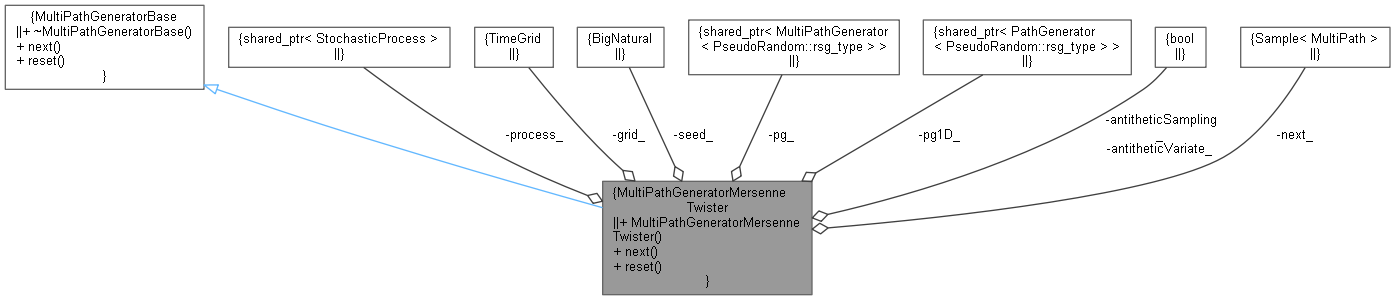 {MultiPathGeneratorBase
||+ ~MultiPathGeneratorBase()
+ next()
+ reset()
}
{shared_ptr< StochasticProcess >
||}
{TimeGrid
||}
{BigNatural
||}
{shared_ptr< MultiPathGenerator
< PseudoRandom::rsg_type > >
||}
{shared_ptr< PathGenerator
< PseudoRandom::rsg_type > >
||}
{bool
||}
{Sample< MultiPath >
||}
-process_
-grid_
-seed_
-pg_
-pg1D_
-antitheticSampling
_
-antitheticVariate_
-next_
{MultiPathGeneratorMersenne
Twister
||+ MultiPathGeneratorMersenne
Twister()
+ next()
+ reset()
}